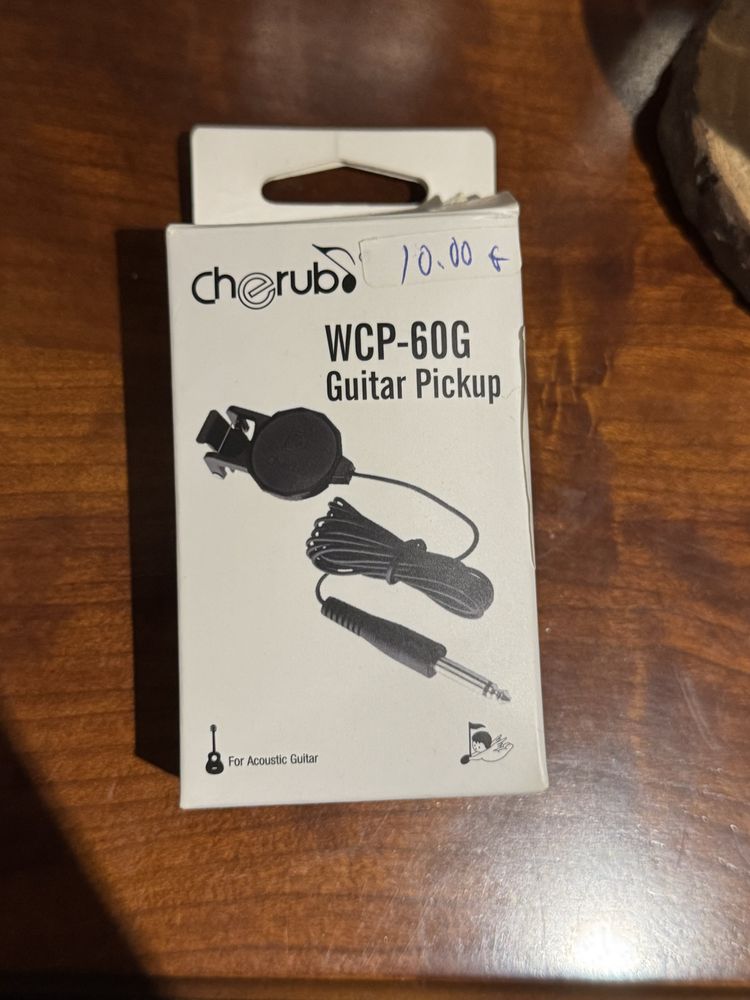 cherub
10.00 €
WCP-60G
Guitar Pickup
For Acoustic Guitar